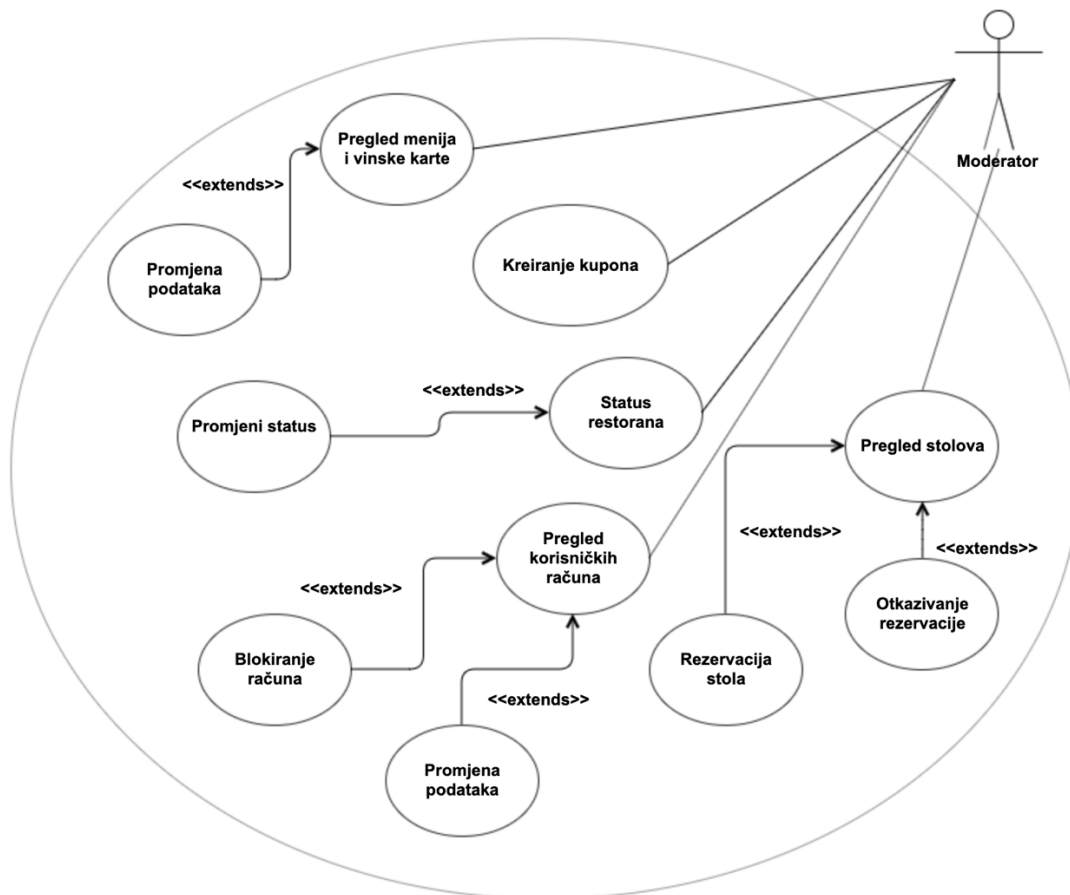 Pregled menija
i vinske karte
Moderator
<<extends>>
Promjena
podataka
Kreiranje kupona
<<extends>>
Promjeni status
Status
restorana
Pregled stolova
<<extends>>
Pregled
korisničkih
računa
<<extends>>
<<extends>>
Otkazivanje
rezervacije
Blokiranje
računa
Rezervacija
stola
<<extends>>
Promjena
podataka